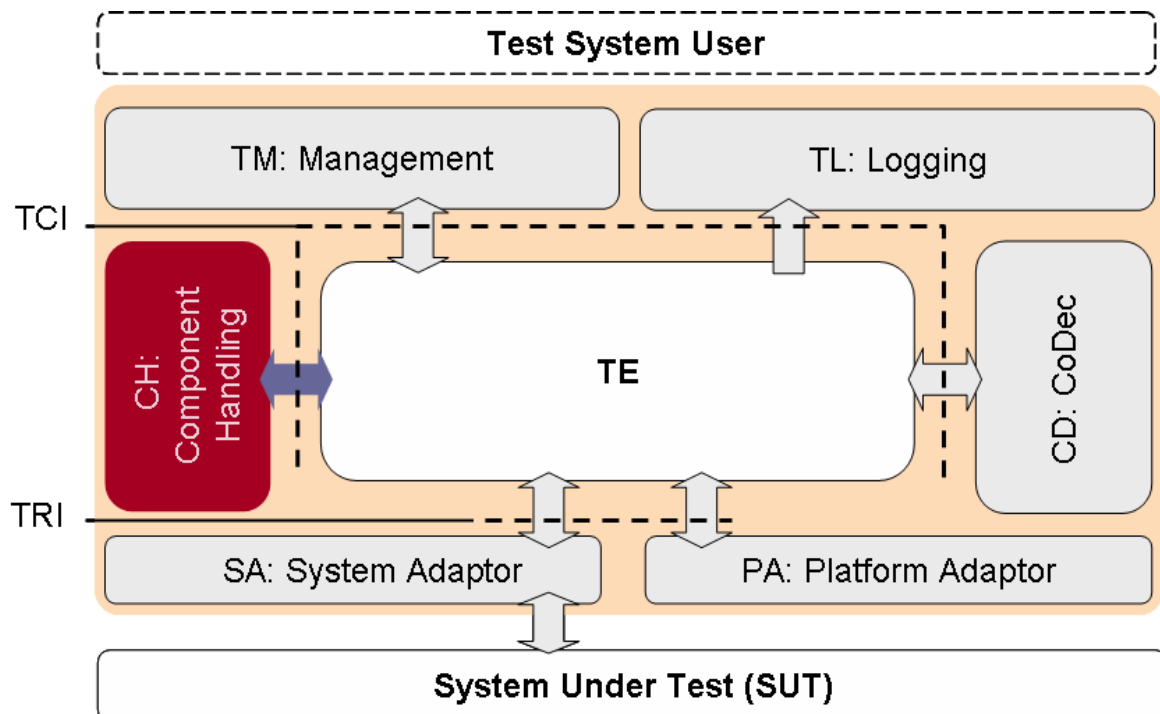 Test System User
TM: Management
TL: Logging
TCI
CH:
Component
Handling
TE
CD: CoDec
TRI
SA: System Adaptor
PA: Platform Adaptor
System Under Test (SUT)